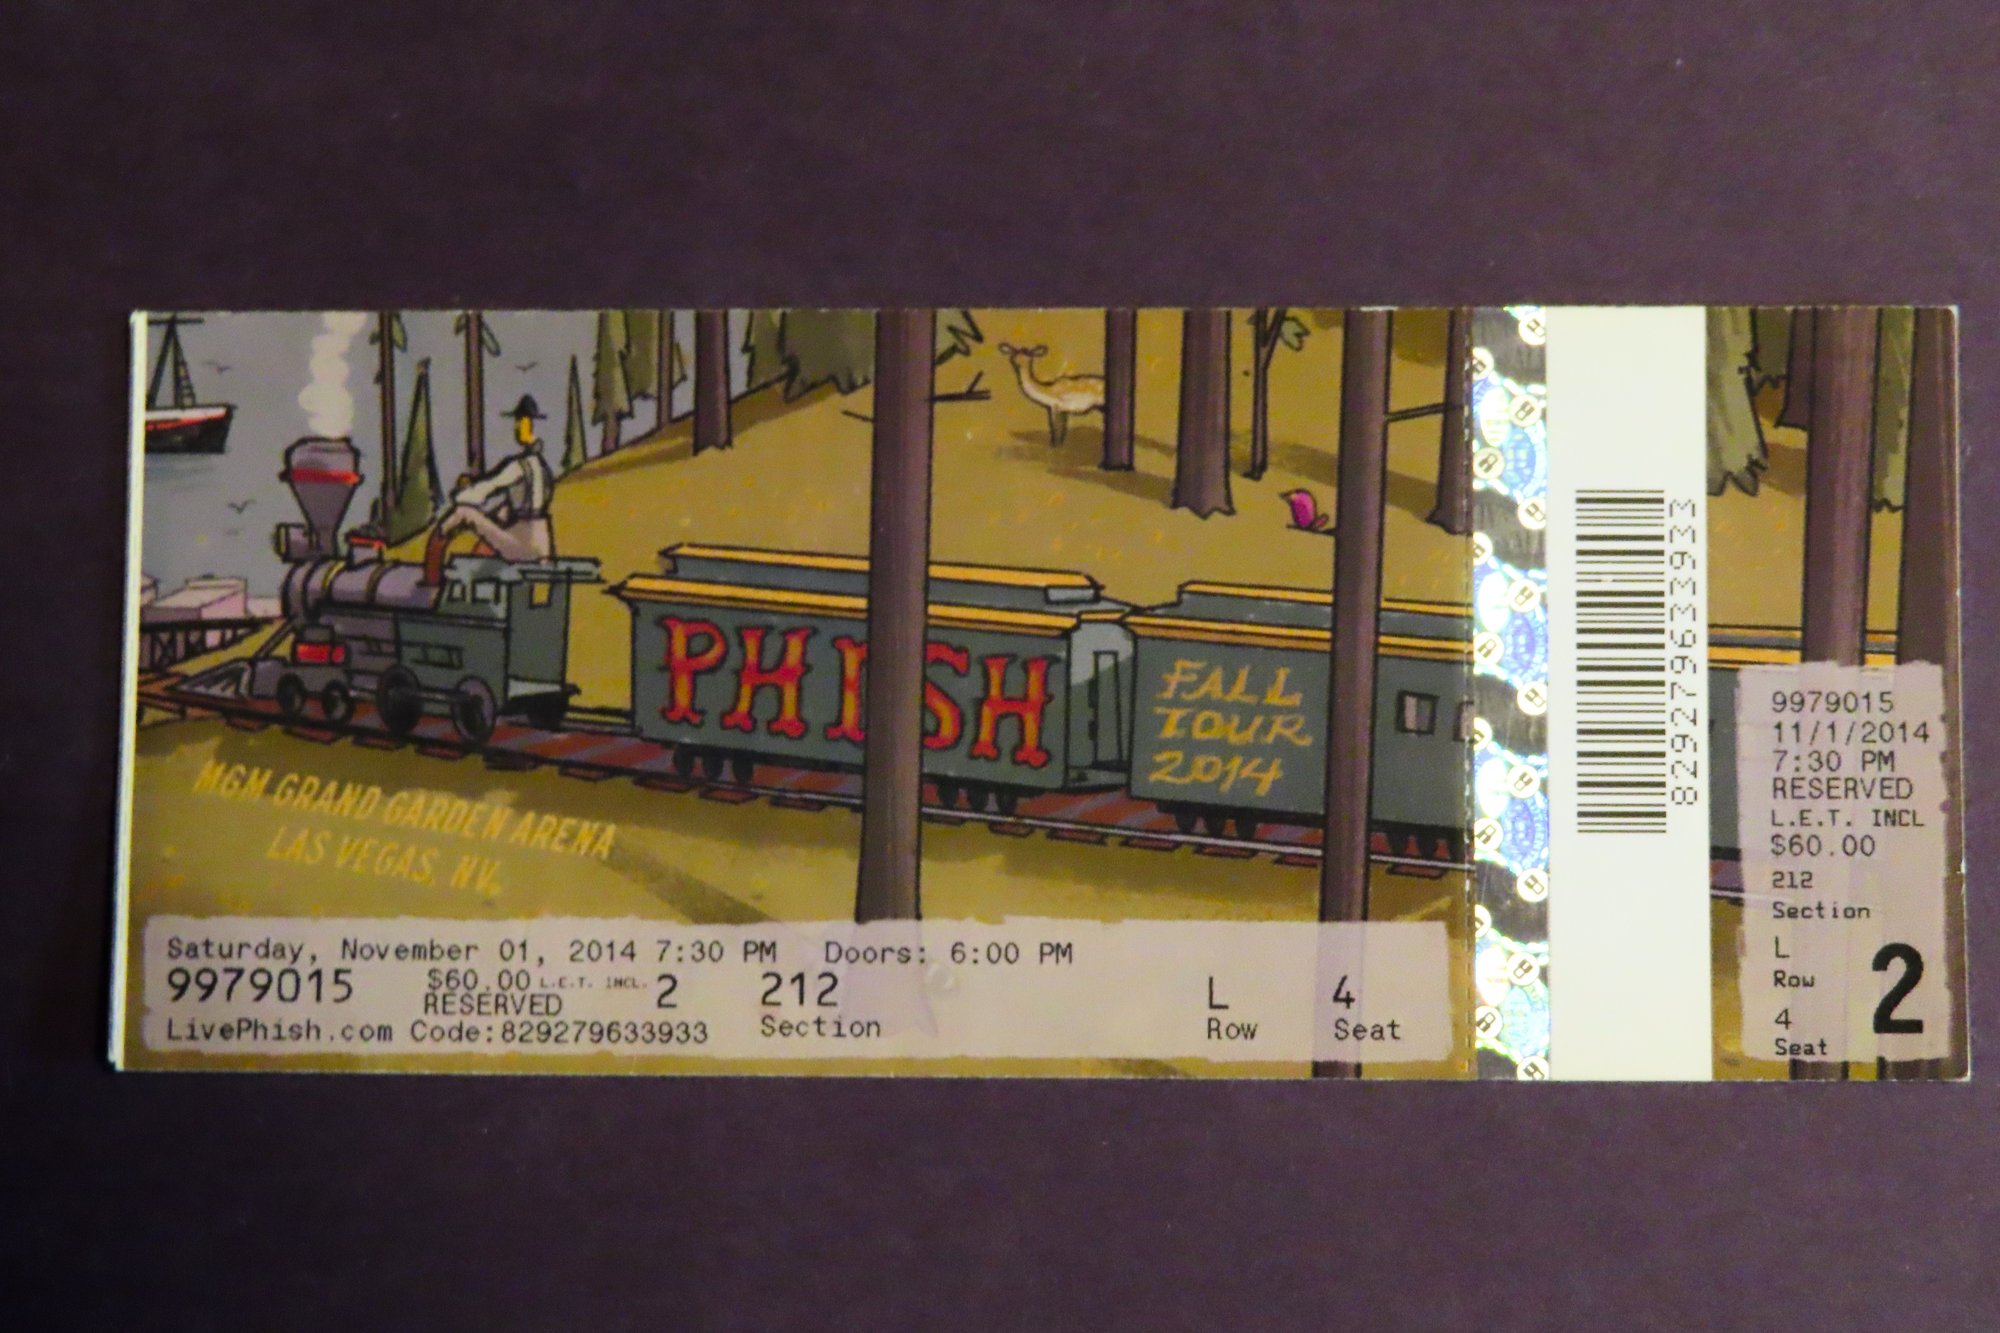 PHISH
FALL
TOUR
2014
MGM GRAND GARDEN ARENA
LAS VEGAS, NV.
Saturday, November 01, 2014 7:30 PM Doors: 6:00 PM
9979015 $60.00 L.E.T. INCL. 2 212 L 4
RESERVED
LivePhish.com Code:829279633933 Section Row Seat
829279633933
9979015
11/1/2014
7:30 PM
RESERVED
L.E.T. INCL
$60.00
212
Section
L
Row
4
Seat
2